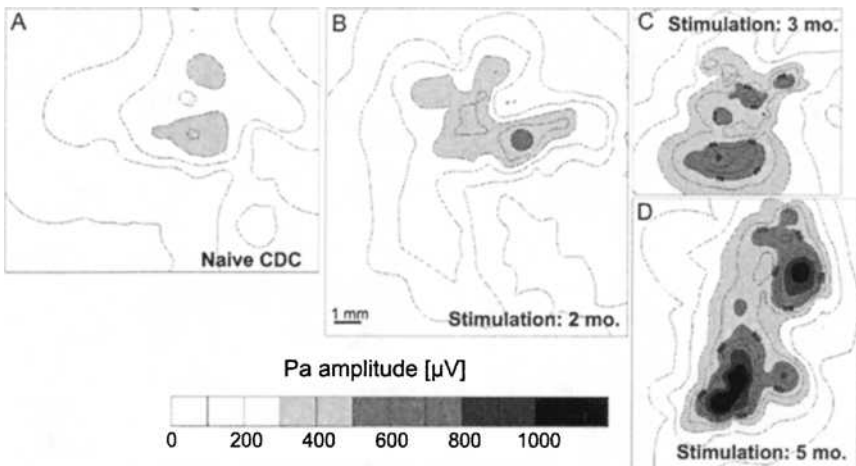 A
Naive CDC
B
1 mm
Stimulation: 2 mo.
C
Stimulation: 3 mo.
D
Stimulation: 5 mo.
Pa amplitude [µV]
0 200 400 600 800 1000